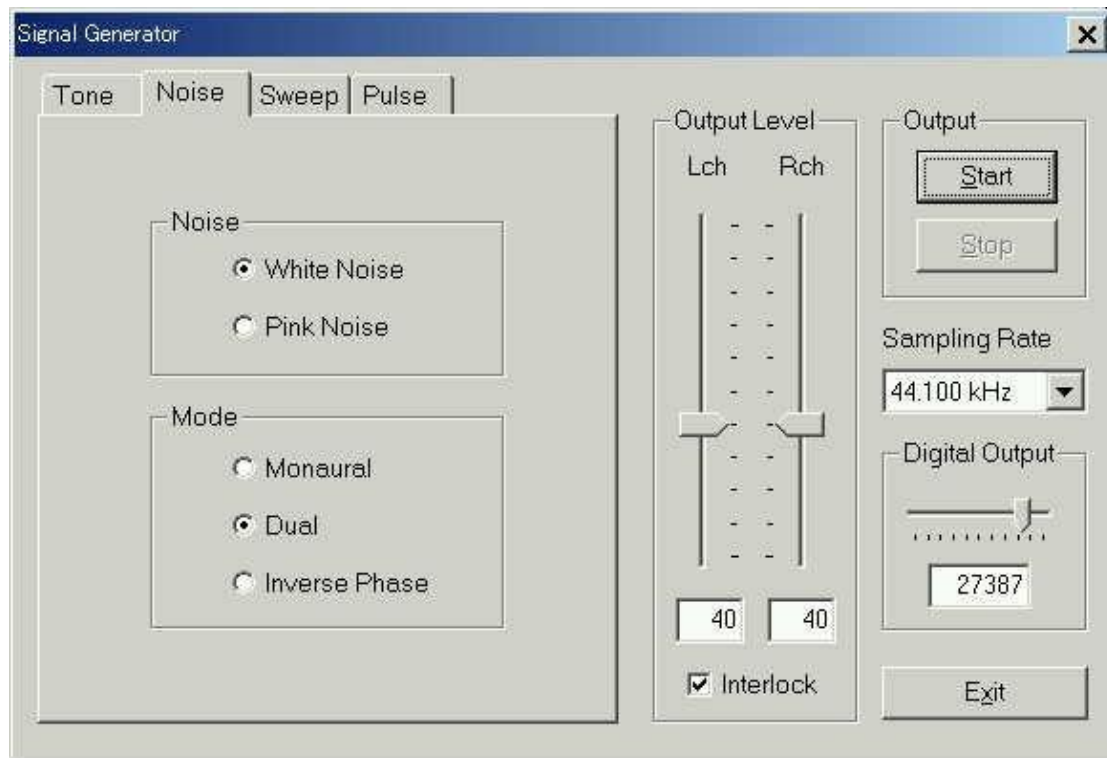 Signal Generator
Tone Noise Sweep Pulse
Noise
White Noise
Pink Noise
Mode
Monaural
Dual
Inverse Phase
Output Level
Lch Rch
40 40
Interlock
Output
Start
Stop
Sampling Rate
44.100 kHz
Digital Output
27387
Exit